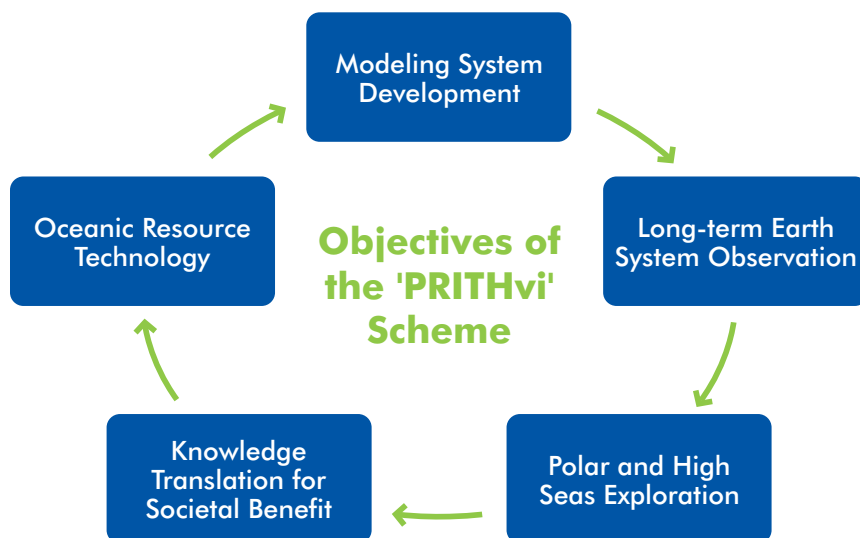 Modeling System
Development
Long-term Earth
System Observation
Polar and High
Seas Exploration
Knowledge
Translation for
Societal Benefit
Oceanic Resource
Technology
Objectives of
the 'PRITHvi'
Scheme